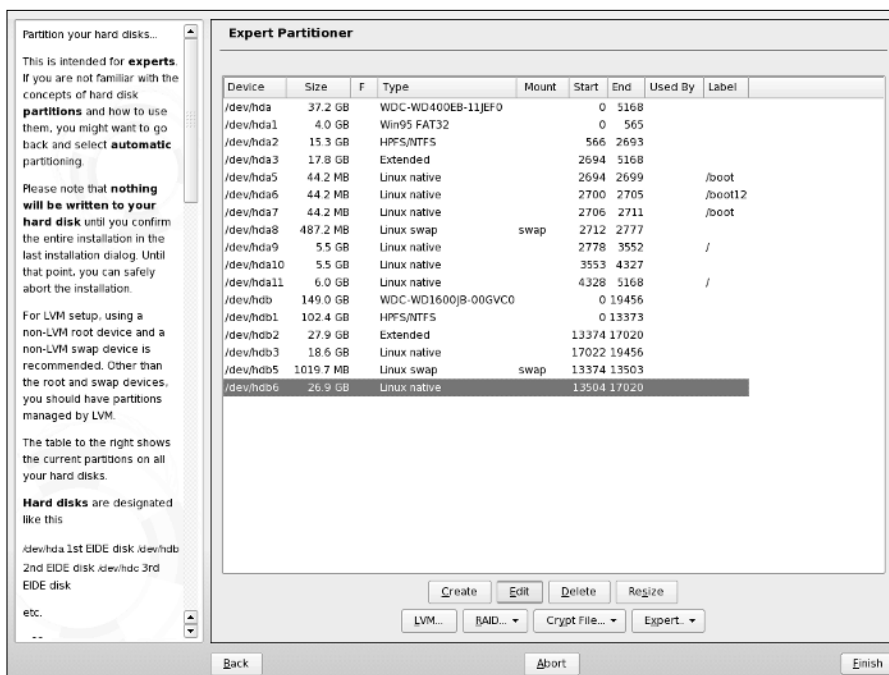 Partition your hard disks...
This is intended for experts.
If you are not familiar with the
concepts of hard disk
partitions and how to use
them, you might want to go
back and select automatic
partitioning.
Please note that nothing
will be written to your
hard disk until you confirm
the entire installation in the
last installation dialog. Until
that point, you can safely
abort the installation.
For LVM setup, using a
non-LVM root device and a
non-LVM swap device is
recommended. Other than
the root and swap devices,
you should have partitions
managed by LVM.
The table to the right shows
the current partitions on all
your hard disks.
Hard disks are designated
like this
/dev/hda 1st EIDE disk /dev/hdb
2nd EIDE disk /dev/hdc 3rd
EIDE disk
etc.
Expert Partitioner
Device Size F Type Mount Start End Used By Label
/dev/hda 37.2 GB WDC-WD400EB-11JEF0 0 5168
/dev/hda1 4.0 GB Win95 FAT32 0 565
/dev/hda2 15.3 GB HPFS/NTFS 566 2693
/dev/hda3 17.8 GB Extended 2694 5168
/dev/hda5 44.2 MB Linux native 2694 2699 /boot
/dev/hda6 44.2 MB Linux native 2700 2705 /boot12
/dev/hda7 44.2 MB Linux native 2706 2711 /boot
/dev/hda8 487.2 MB Linux swap swap 2712 2777
/dev/hda9 5.5 GB Linux native 2778 3552 /
/dev/hda10 5.5 GB Linux native 3553 4327
/dev/hda11 6.0 GB Linux native 4328 5168 /
/dev/hdb 149.0 GB WDC-WD1600JB-00GVC0 0 19456
/dev/hdb1 102.4 GB HPFS/NTFS 0 13373
/dev/hdb2 27.9 GB Extended 13374 17020
/dev/hdb3 18.6 GB Linux native 17022 19456
/dev/hdb5 1019.7 MB Linux swap swap 13374 13503
/dev/hdb6 26.9 GB Linux native 13504 17020
Create Edit Delete Resize
LVM... RAID... Crypt File... Expert..
Back Abort Finish